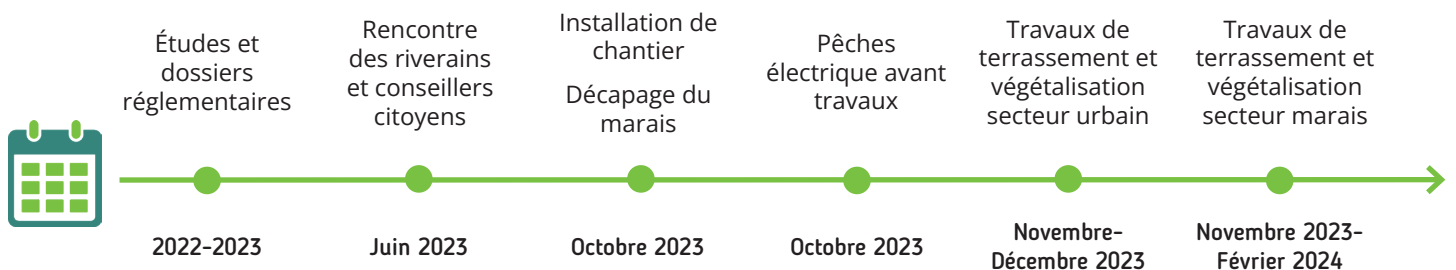 Études et
dossiers
réglementaires
2022-2023
Rencontre
des riverains
et conseillers
citoyens
Juin 2023
Installation de
chantier
Décapage du
marais
Octobre 2023
Pêches
électrique avant
travaux
Octobre 2023
Travaux de
terrassement et
végétalisation
secteur urbain
Novembre-
Décembre 2023
Travaux de
terrassement et
végétalisation
secteur marais
Novembre 2023-
Février 2024